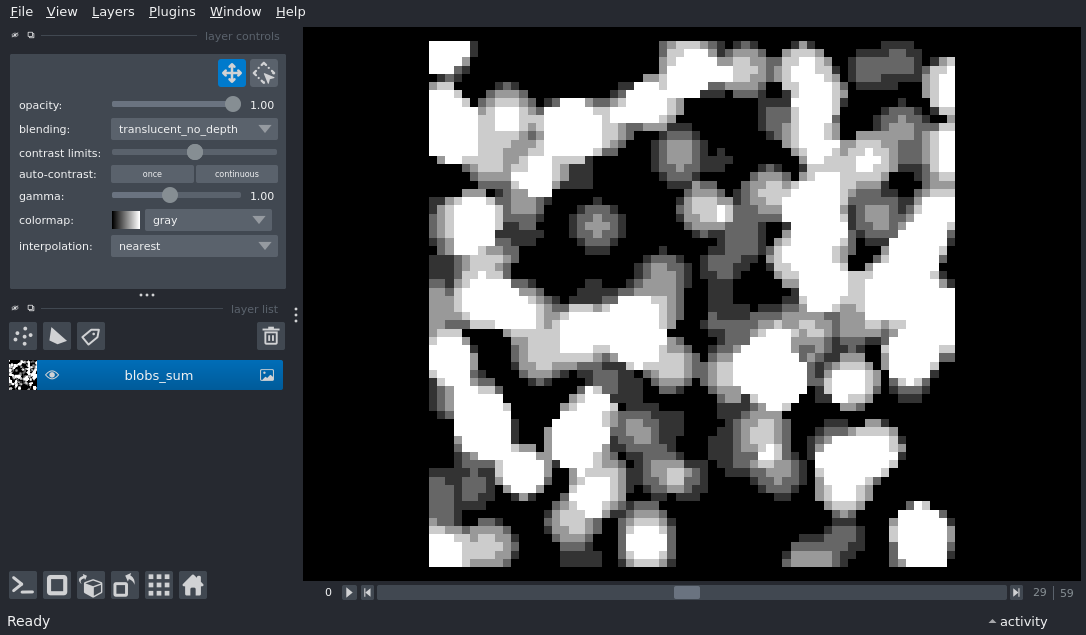 File View Layers Plugins Window Help
layer controls
opacity: 1.00
blending: translucent_no_depth
contrast limits:
auto-contrast: once continuous
gamma: 1.00
colormap: gray
interpolation: nearest
layer list
blobs_sum
0 29 59
Ready activity